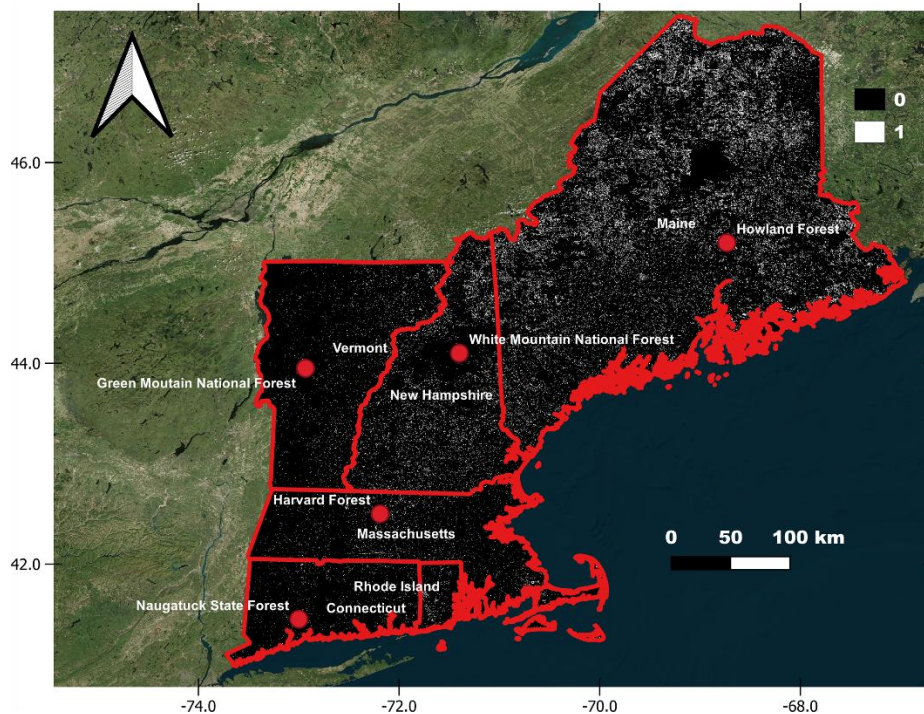 0
1
46.0
Maine
Howland Forest
44.0
Vermont
White Mountain National Forest
Green Moutain National Forest
New Hampshire
Harvard Forest
Massachusetts
0 50 100 km
42.0
Rhode Island
Naugatuck State Forest
Connecticut
-74.0 -72.0 -70.0 -68.0